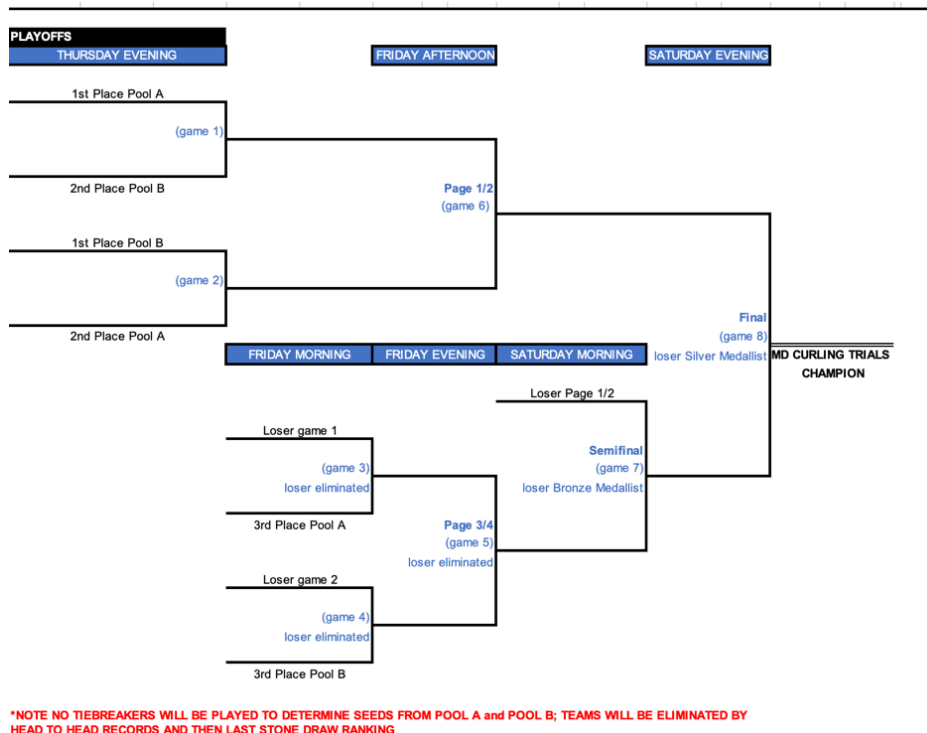 PLAYOFFS
THURSDAY EVENING
FRIDAY AFTERNOON
SATURDAY EVENING
1st Place Pool A
(game 1)
2nd Place Pool B
Page 1/2
(game 6)
1st Place Pool B
(game 2)
2nd Place Pool A
Final
(game 8)
loser Silver Medallist
MD CURLING TRIALS
CHAMPION
FRIDAY MORNING
FRIDAY EVENING
SATURDAY MORNING
Loser Page 1/2
Loser game 1
Semifinal
(game 7)
loser Bronze Medallist
(game 3)
loser eliminated
3rd Place Pool A
Page 3/4
(game 5)
loser eliminated
Loser game 2
(game 4)
loser eliminated
3rd Place Pool B
*NOTE NO TIEBREAKERS WILL BE PLAYED TO DETERMINE SEEDS FROM POOL A and POOL B; TEAMS WILL BE ELIMINATED BY
HEAD TO HEAD RECORDS AND THEN LAST STONE DRAW RANKING